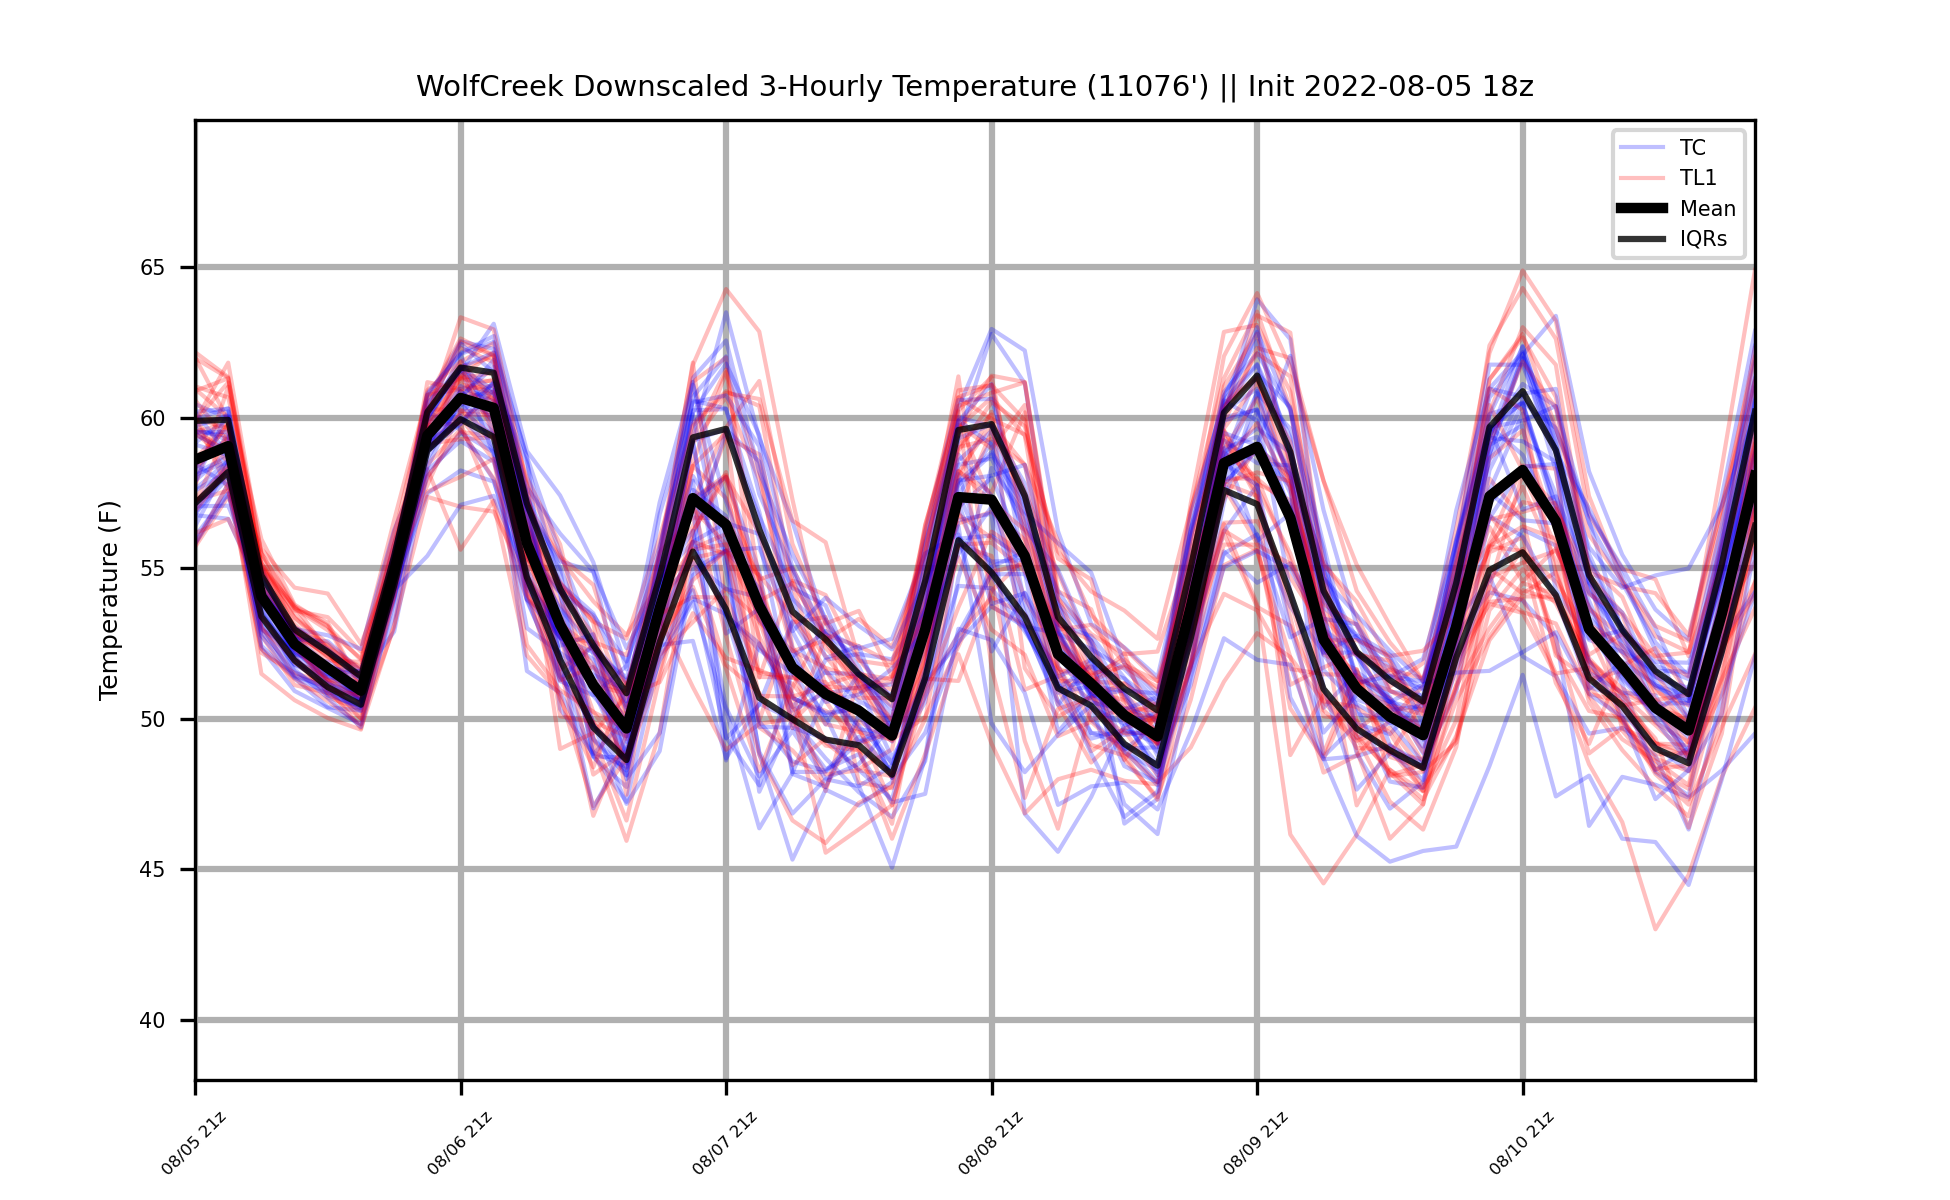 WolfCreek Downscaled 3-Hourly Temperature (11076') || Init 2022-08-05 18z
TC
TL1
Mean
IQRs
Temperature (F)
65
60
55
50
45
40
08/05 21z
08/06 21z
08/07 21z
08/08 21z
08/09 21z
08/10 21z